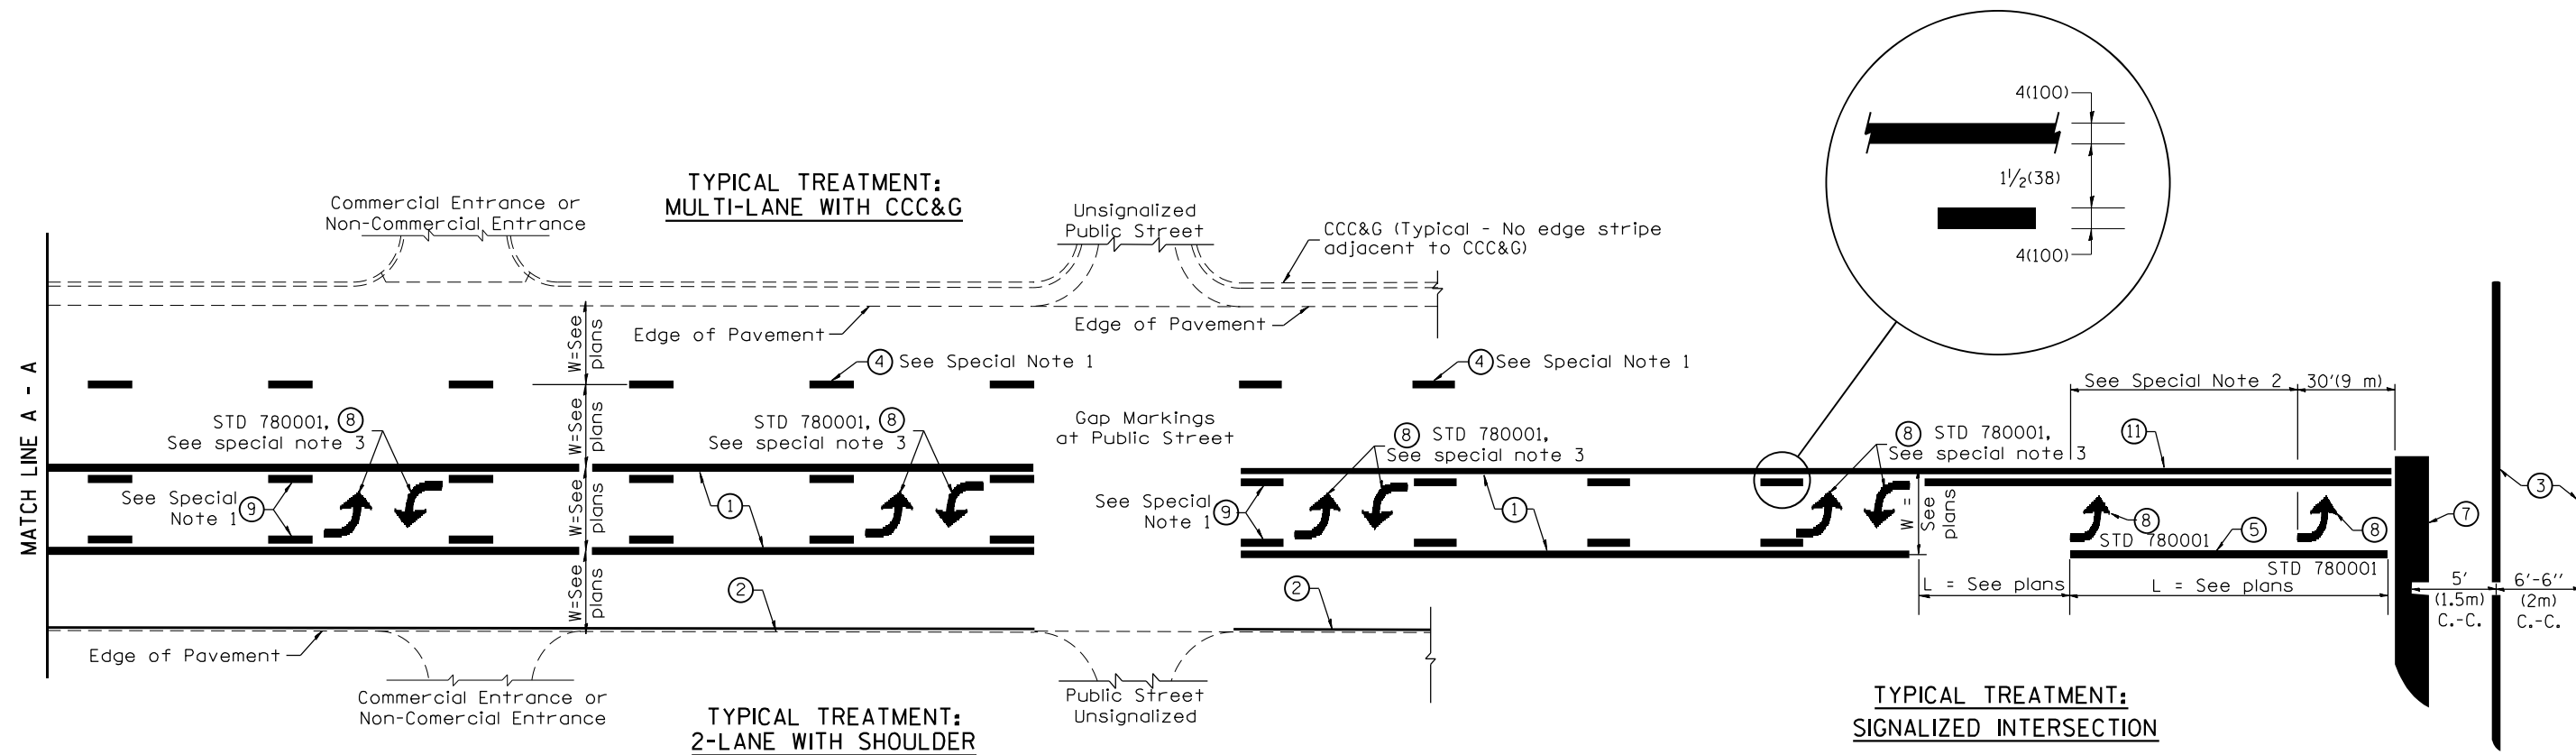 TYPICAL TREATMENT:
MULTI-LANE WITH CCC&G
Commercial Entrance or
Non-Commercial Entrance
Unsignalized
Public Street
CCC&G (Typical - No edge stripe
adjacent to CCC&G)
4(100)
1 1/2(38)
4(100)
Edge of Pavement
Edge of Pavement
W=See
plans
MATCH LINE A - A
4 See Special Note 1
4 See Special Note 1
W=See
plans
STD 780001, 8
See special note 3
STD 780001, 8
See special note 3
Gap Markings
at Public Street
8 STD 780001,
See special note 3
8 STD 780001,
See special note 3
See Special Note 2
30'(9 m)
11
3
See Special
Note 1
9
1
W=See
plans
See Special
Note 1
9
1
W =
See
plans
8
STD 780001
5
8
7
STD 780001
W=See
plans
2
2
L = See plans
L = See plans
5'
(1.5m)
C.-C.
6'-6''
(2m)
C.-C.
Edge of Pavement
Commercial Entrance or
Non-Comercial Entrance
Public Street
Unsignalized
TYPICAL TREATMENT:
2-LANE WITH SHOULDER
TYPICAL TREATMENT:
SIGNALIZED INTERSECTION